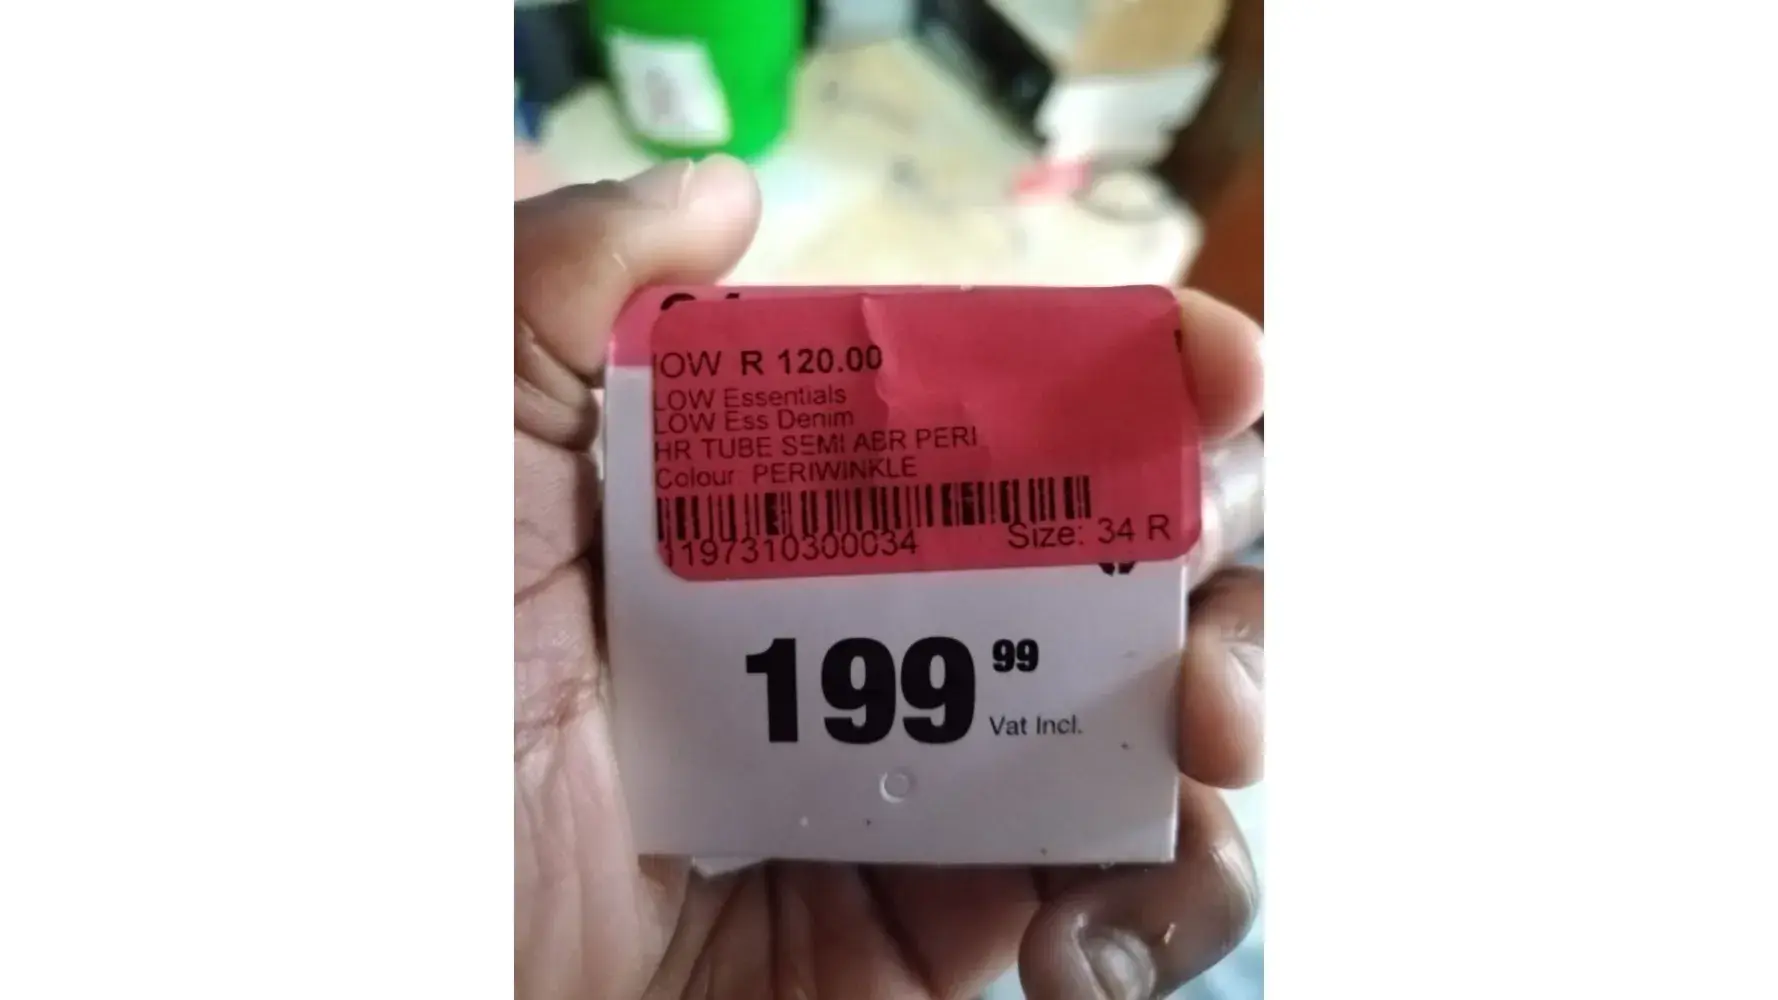 OW R 120.00
LOW Essentials
LOW Ess Denim
HR TUBE SEMI ABR PERI
Colour PERIWINKLE
1197310300034 Size: 34 R
199 99
Vat Incl.